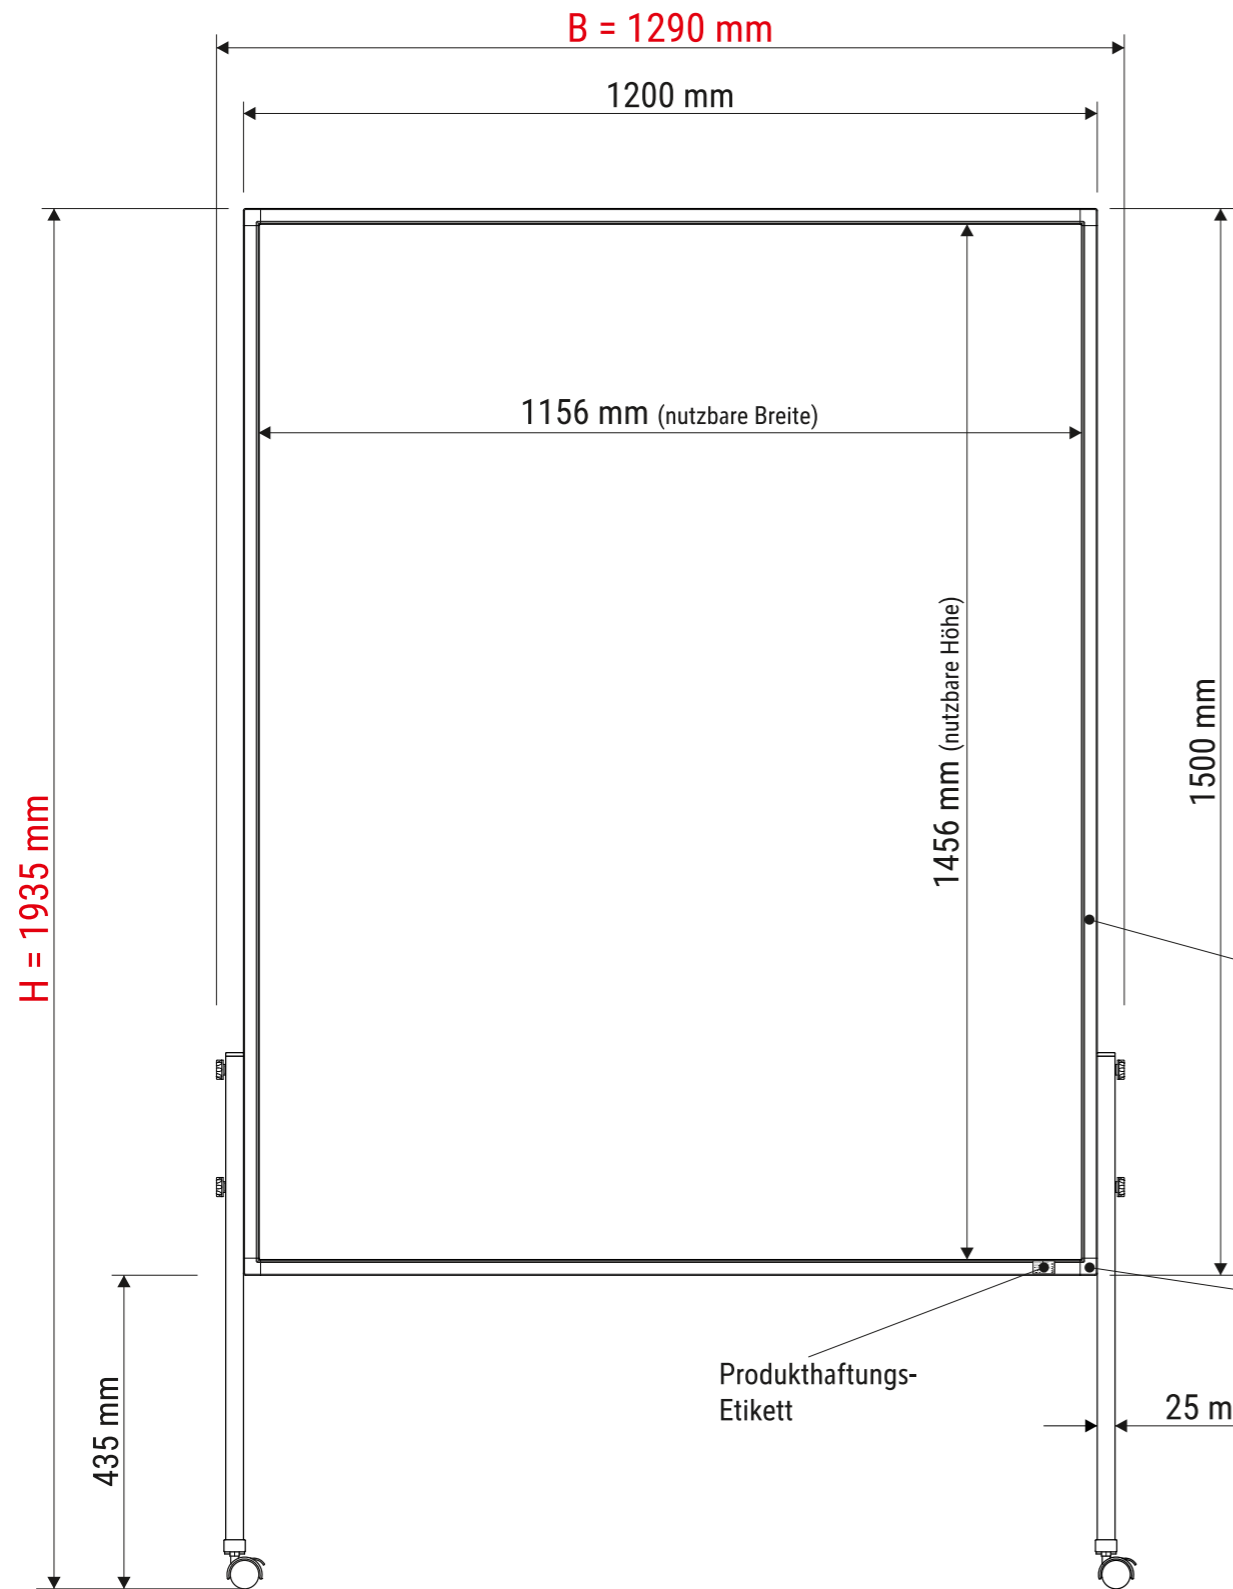 B = 1290 mm
1200 mm
1156 mm (nutzbare Breite)
1456 mm (nutzbare Höhe)
1500 mm
H = 1935 mm
435 mm
Produkthaftungs-
Etikett
25 m